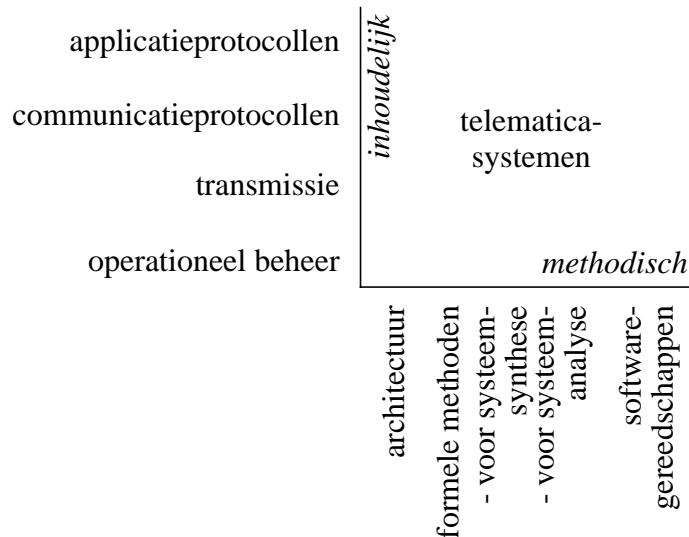 applicatieprotocollen
communicatieprotocollen
transmissie
operationeel beheer
inhoudelijk
telematica-
systemen
methodisch
architectuur
formele methoden
- voor systeem-
synthese
- voor systeem-
analyse
software-
gereedschappen